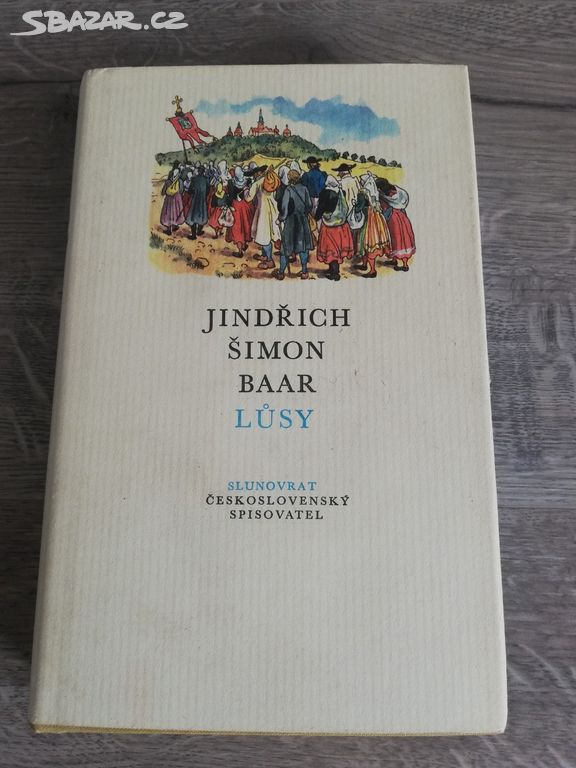 SBAZAR.CZ
JINDŘICH
ŠIMON
BAAR
LŮSY
SLUNOVRAT
ČESKOSLOVENSKÝ
SPISOVATEL